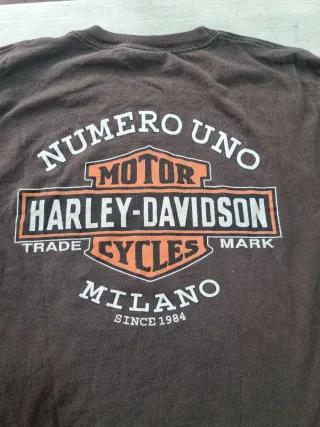 NUMERO UNO
MOTOR
HARLEY-DAVIDSON
TRADE MARK
CYCLES
MILANO
SINCE 1984